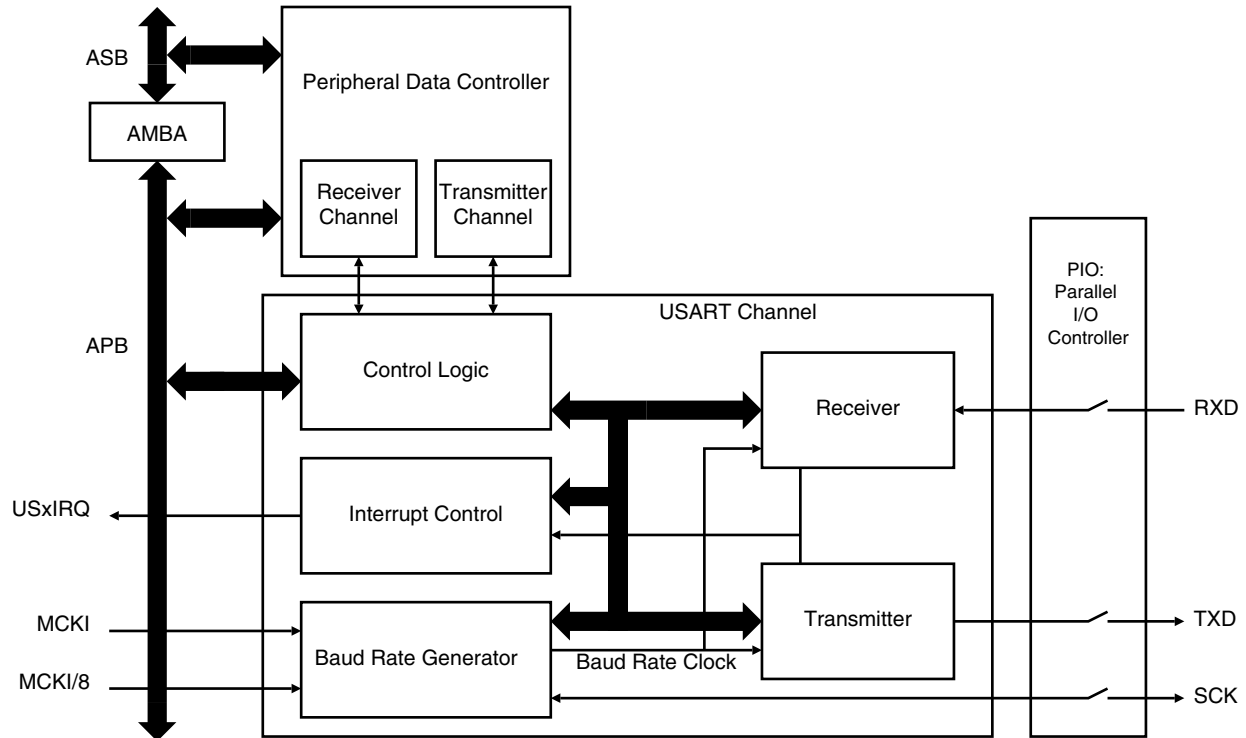 ASB
Peripheral Data Controller
AMBA
Receiver
Channel
Transmitter
Channel
PIO:
Parallel
I/O
Controller
USART Channel
APB
Control Logic
Receiver
RXD
USxIRQ
Interrupt Control
MCKI
Transmitter
TXD
Baud Rate Generator
Baud Rate Clock
MCKI/8
SCK